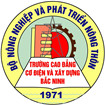 BỘ NÔNG NGHIỆP VÀ PHÁT TRIỂN NÔNG THÔN
TRƯỜNG CAO ĐẲNG
CƠ ĐIỆN VÀ XÂY DỰNG
BẮC NINH
1971